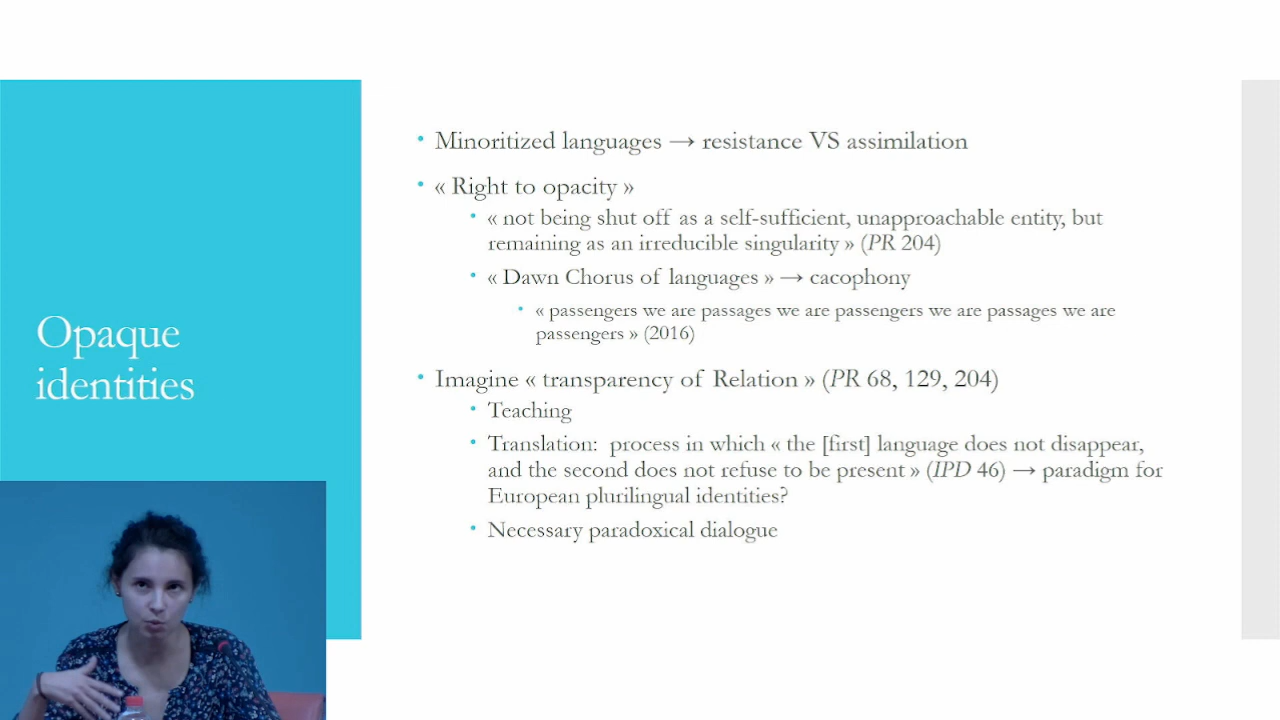 Opaque
identities
• Minoritized languages → resistance VS assimilation
• « Right to opacity »
• « not being shut off as a self-sufficient, unapproachable entity, but
remaining as an irreducible singularity » (PR 204)
• « Dawn Chorus of languages » → cacophony
• « passengers we are passages we are passengers we are passages we are
passengers » (2016)
• Imagine « transparency of Relation » (PR 68, 129, 204)
• Teaching
• Translation: process in which « the [first] language does not disappear,
and the second does not refuse to be present » (IPD 46) → paradigm for
European plurilingual identities?
• Necessary paradoxical dialogue